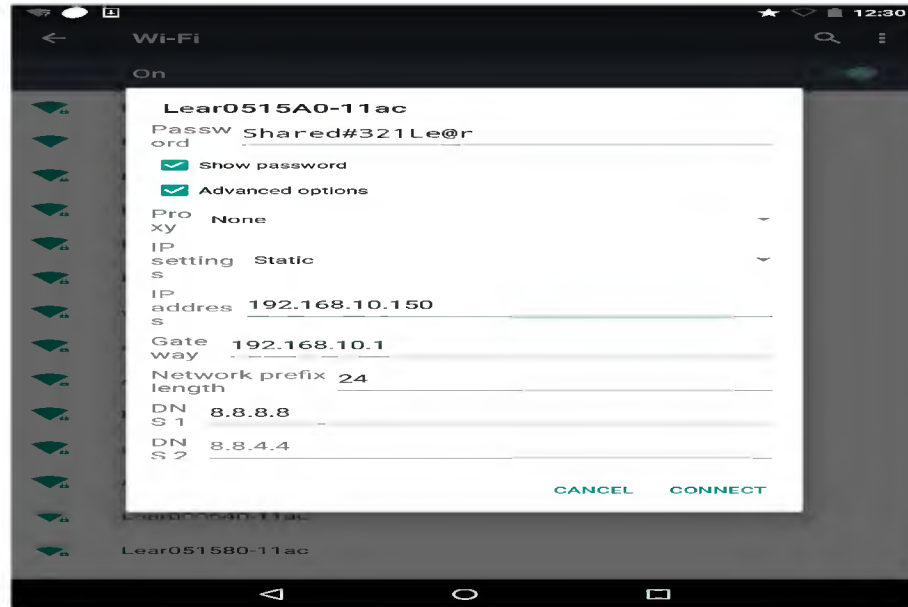 12:30
Wi-Fi
On
Lear0515A0-11ac
Passw
ord
Shared#321Le@r
Show password
Advanced options
Pro
xy
None
IP
setting
s
Static
IP
addres
s
192.168.10.150
Gate
way
192.168.10.1
Network prefix
length
24
DN
S 1
8.8.8.8
DN
S 2
8.8.4.4
CANCEL CONNECT
Lear051580-11ac